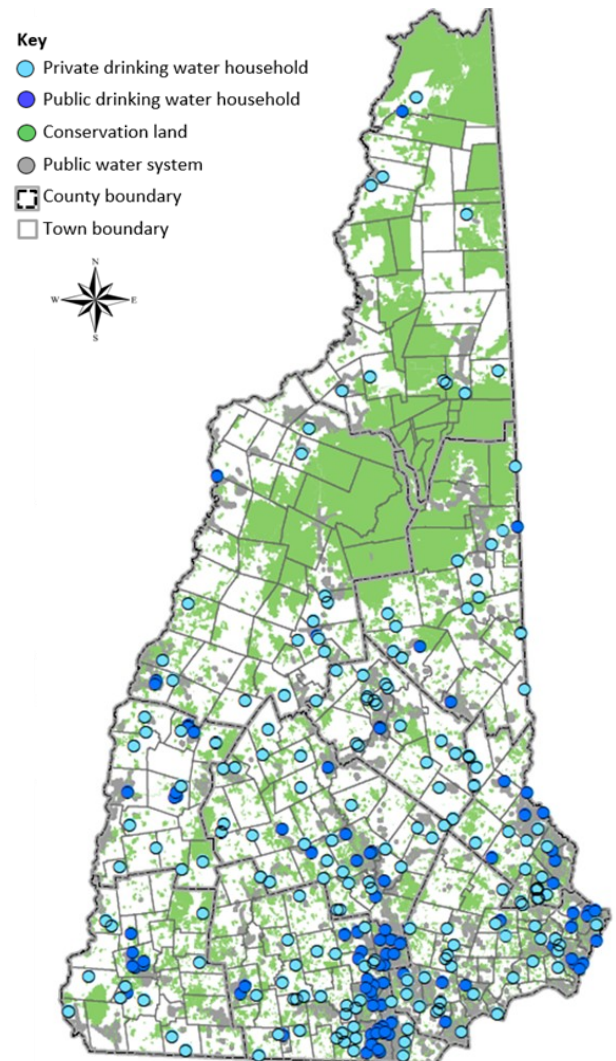 Key
Private drinking water household
Public drinking water household
Conservation land
Public water system
County boundary
Town boundary
N
W E
S